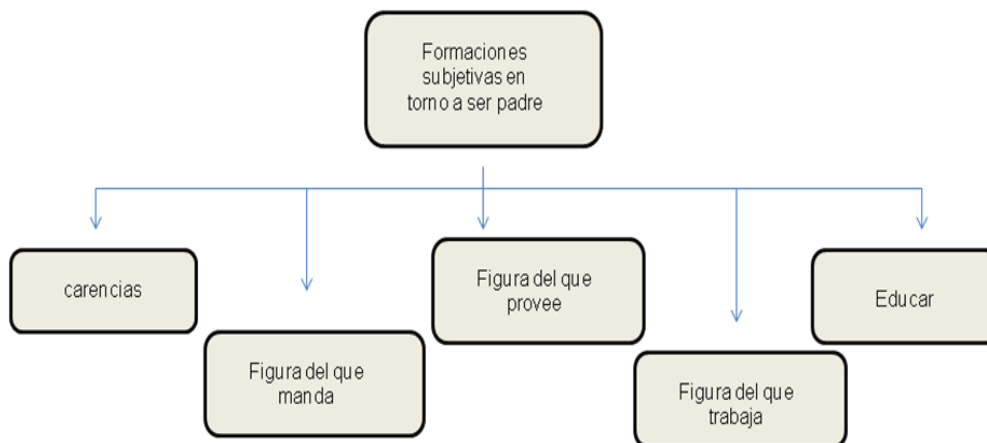 Formaciones
subjetivas en
torno a ser padre
carencias
Figura del que
manda
Figura del que
provee
Figura del que
trabaja
Educar